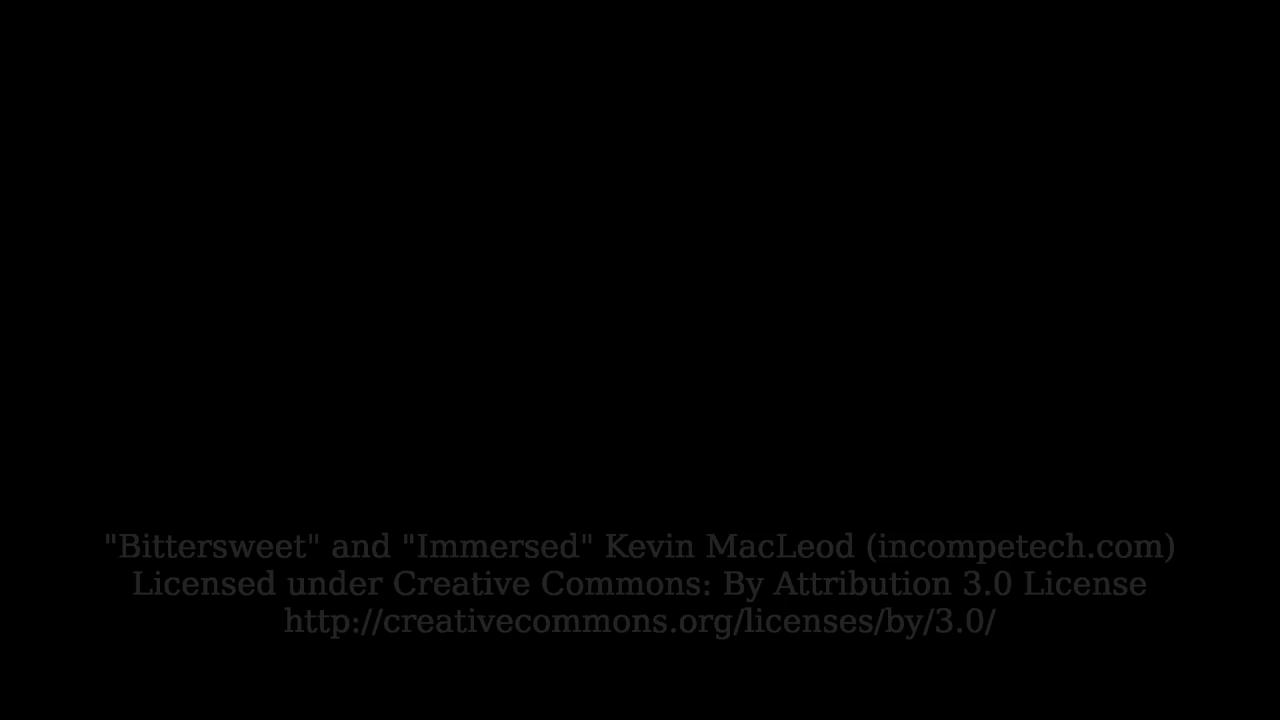 "Bittersweet" and "Immersed" Kevin MacLeod (incompetech.com)
Licensed under Creative Commons: By Attribution 3.0 License
http://creativecommons.org/licenses/by/3.0/